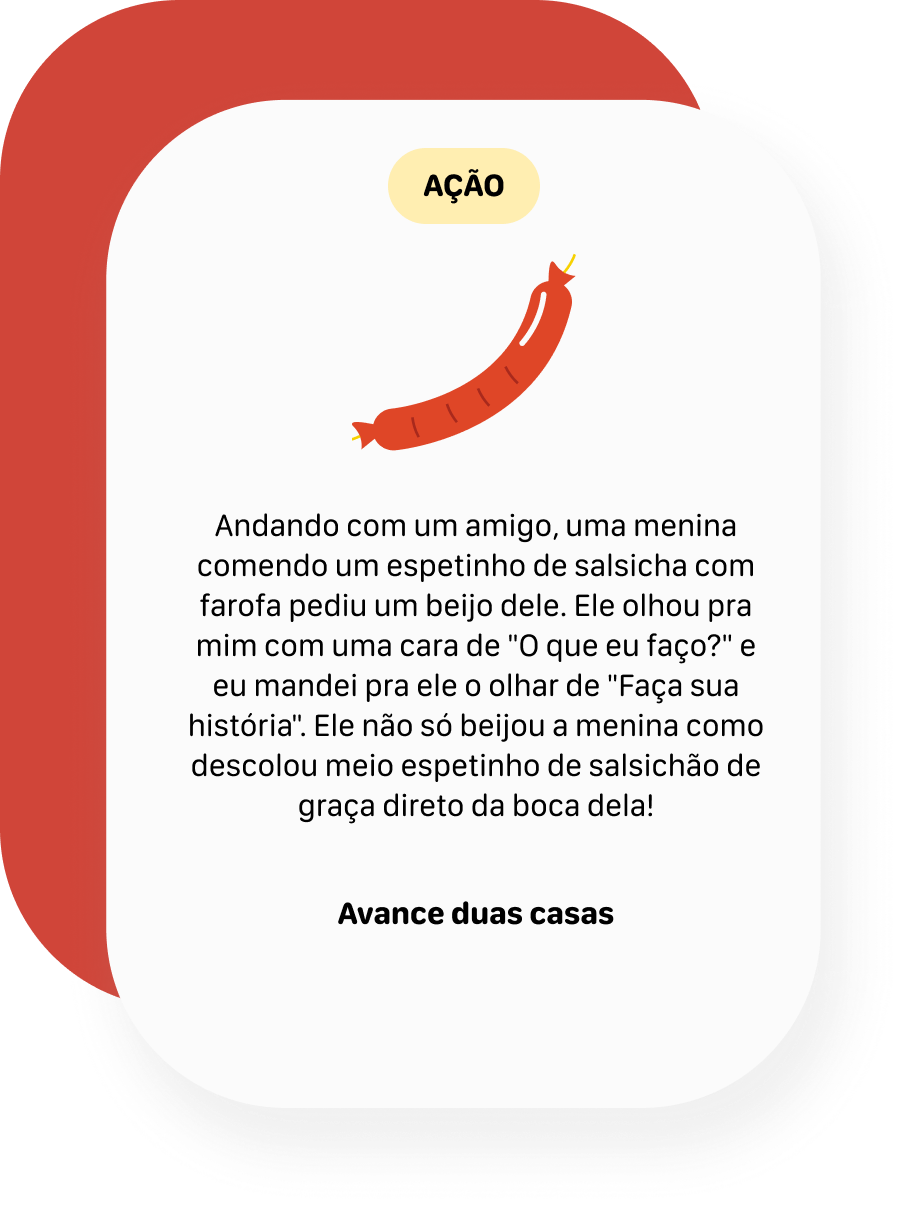 AÇÃO
Andando com um amigo, uma menina
comendo um espetinho de salsicha com
farofa pediu um beijo dele. Ele olhou pra
mim com uma cara de "O que eu faço?" e
eu mandei pra ele o olhar de "Faça sua
história". Ele não só beijou a menina como
descolou meio espetinho de salsichão de
graça direto da boca dela!
Avance duas casas